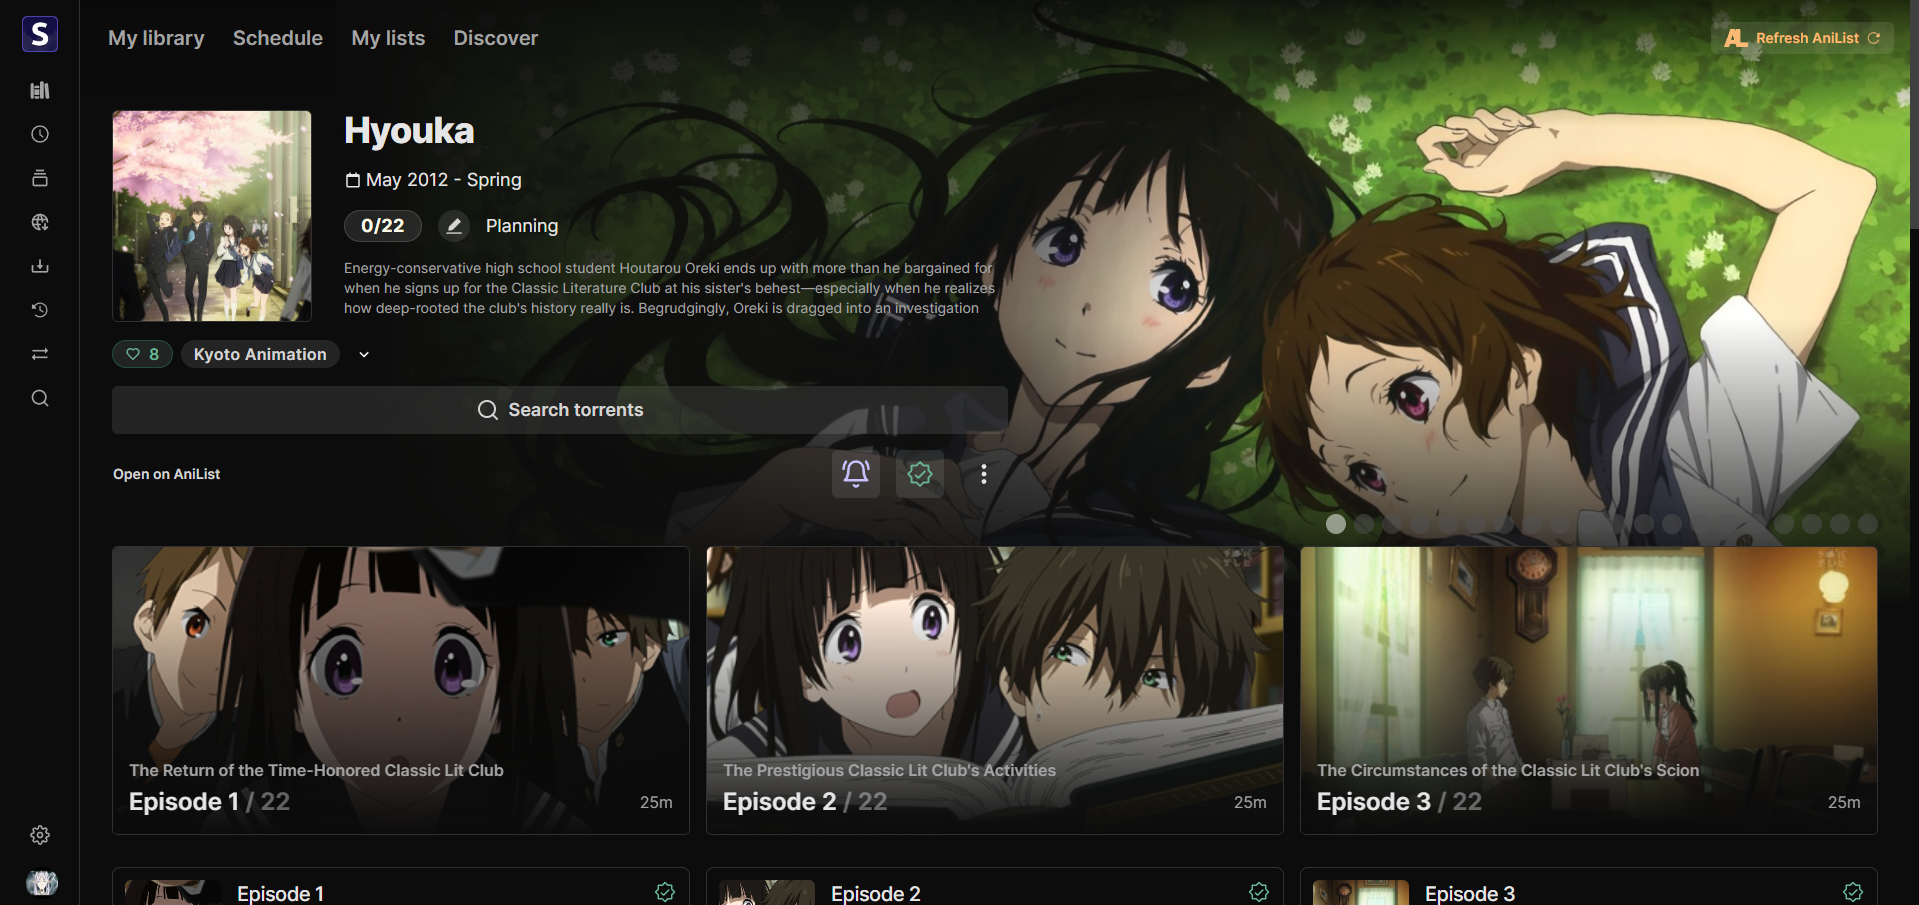 S
My library Schedule My lists Discover
AL Refresh AniList
Hyouka
May 2012 - Spring
0/22 Planning
Energy-conservative high school student Houtarou Oreki ends up with more than he bargained for
when he signs up for the Classic Literature Club at his sister's behest—especially when he realizes
how deep-rooted the club's history really is. Begrudgingly, Oreki is dragged into an investigation
8 Kyoto Animation
Search torrents
Open on AniList
The Return of the Time-Honored Classic Lit Club
Episode 1 / 22 25m
The Prestigious Classic Lit Club's Activities
Episode 2 / 22 25m
The Circumstances of the Classic Lit Club's Scion
Episode 3 / 22 25m
Episode 1
Episode 2
Episode 3